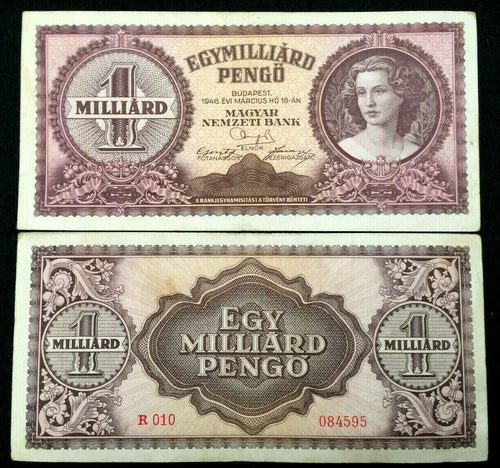 1
MILLIÁRD
EGYMILLIÁRD
PENGŐ
BUDAPEST,
1946. ÉVI MÁRCIUS HÓ 18-ÁN
MAGYAR
NEMZETI BANK
ELNÖK
FŐTANÁCSOS
VEZÉRIGAZGATÓ
A BANKJEGYHAMISÍTÁST A TÖRVÉNY BÜNTETI
1
MILLIÁRD
EGY
MILLIÁRD
PENGŐ
1
MILLIÁRD
R 010
084595